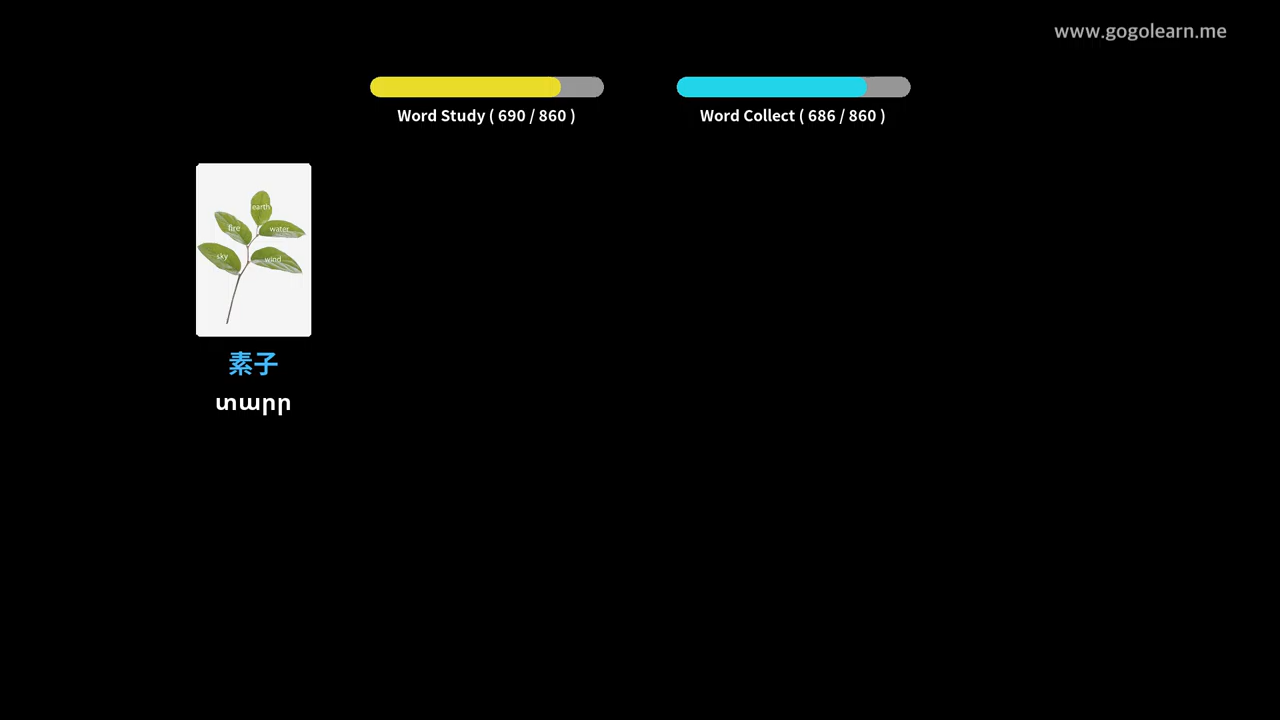 www.gogolearn.me
Word Study ( 690 / 860 )
Word Collect ( 686 / 860 )
earth
fire
water
sky
wind
素子
տարր